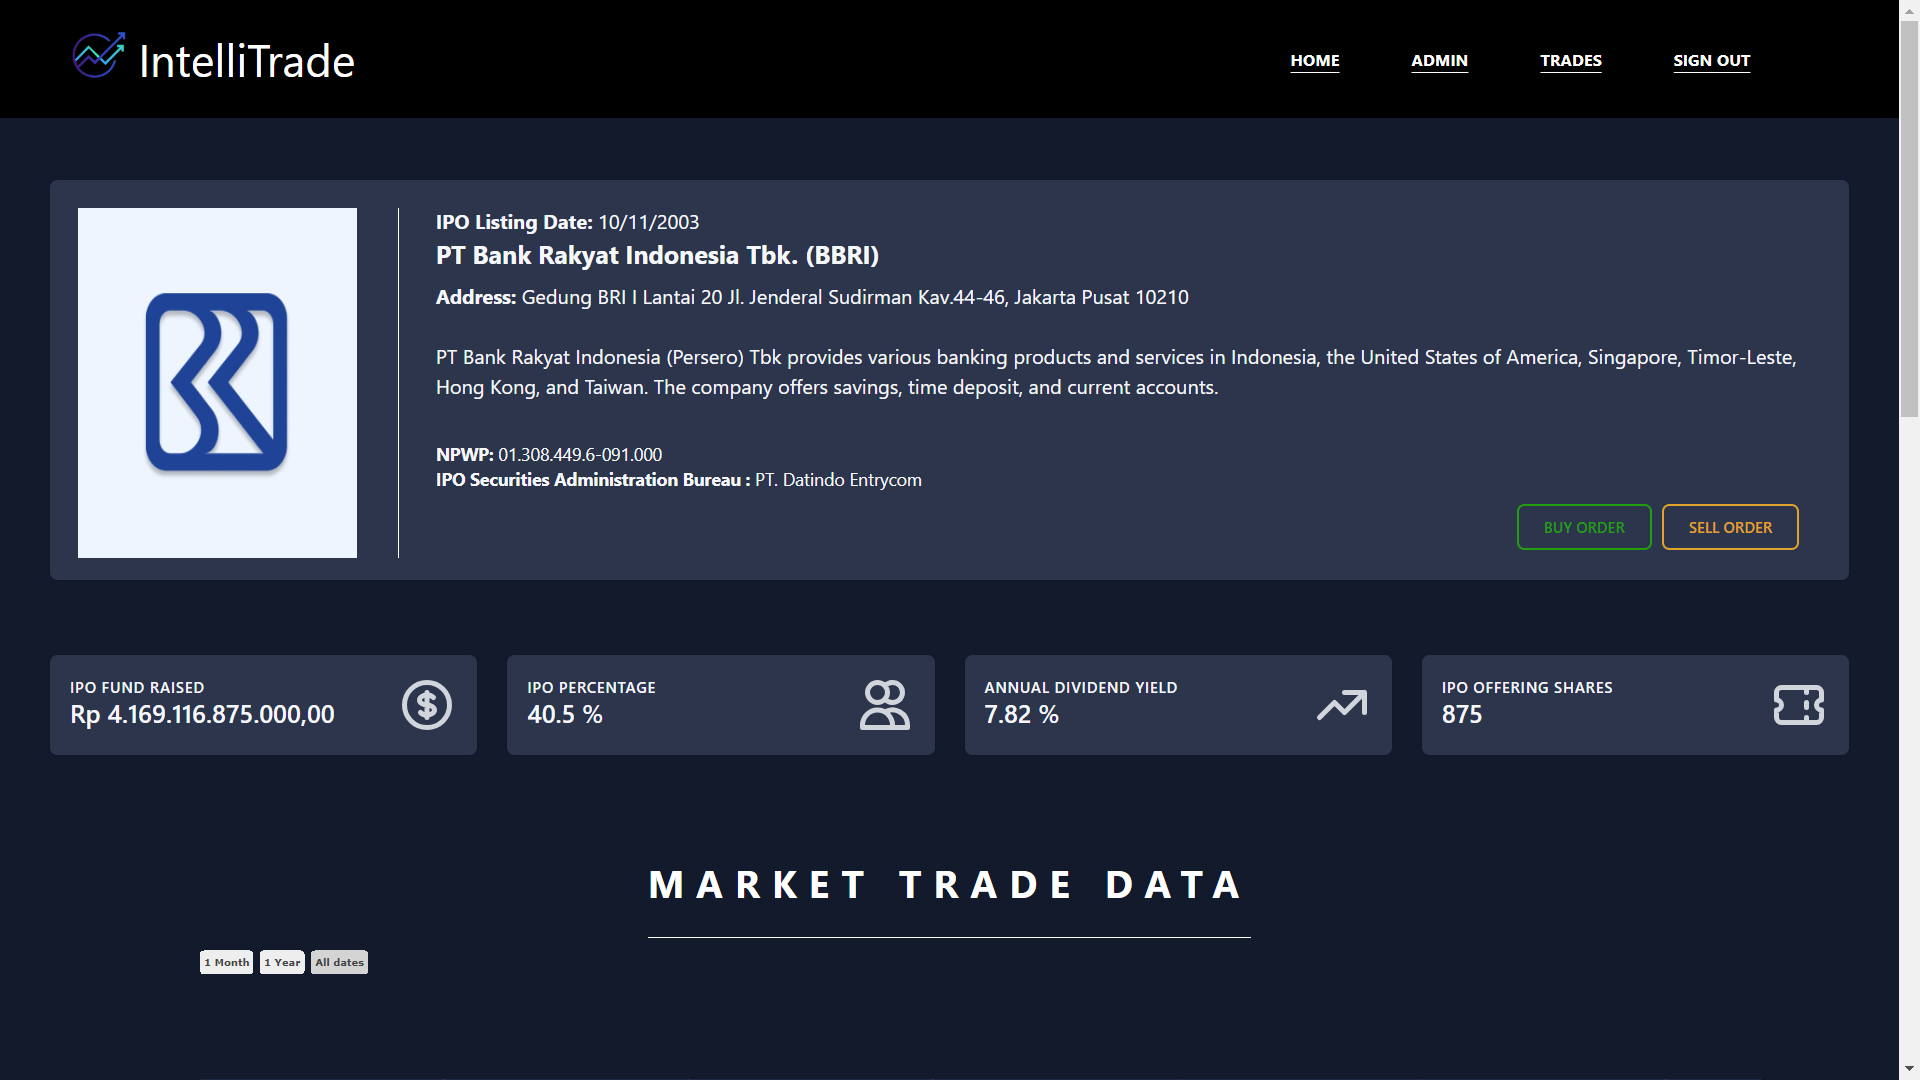 IntelliTrade
HOME
ADMIN
TRADES
SIGN OUT
IPO Listing Date: 10/11/2003
PT Bank Rakyat Indonesia Tbk. (BBRI)
Address: Gedung BRI I Lantai 20 Jl. Jenderal Sudirman Kav.44-46, Jakarta Pusat 10210
PT Bank Rakyat Indonesia (Persero) Tbk provides various banking products and services in Indonesia, the United States of America, Singapore, Timor-Leste,
Hong Kong, and Taiwan. The company offers savings, time deposit, and current accounts.
NPWP: 01.308.449.6-091.000
IPO Securities Administration Bureau : PT. Datindo Entrycom
BUY ORDER
SELL ORDER
IPO FUND RAISED
Rp 4.169.116.875.000,00
IPO PERCENTAGE
40.5 %
ANNUAL DIVIDEND YIELD
7.82 %
IPO OFFERING SHARES
875
MARKET TRADE DATA
1 Month
1 Year
All dates